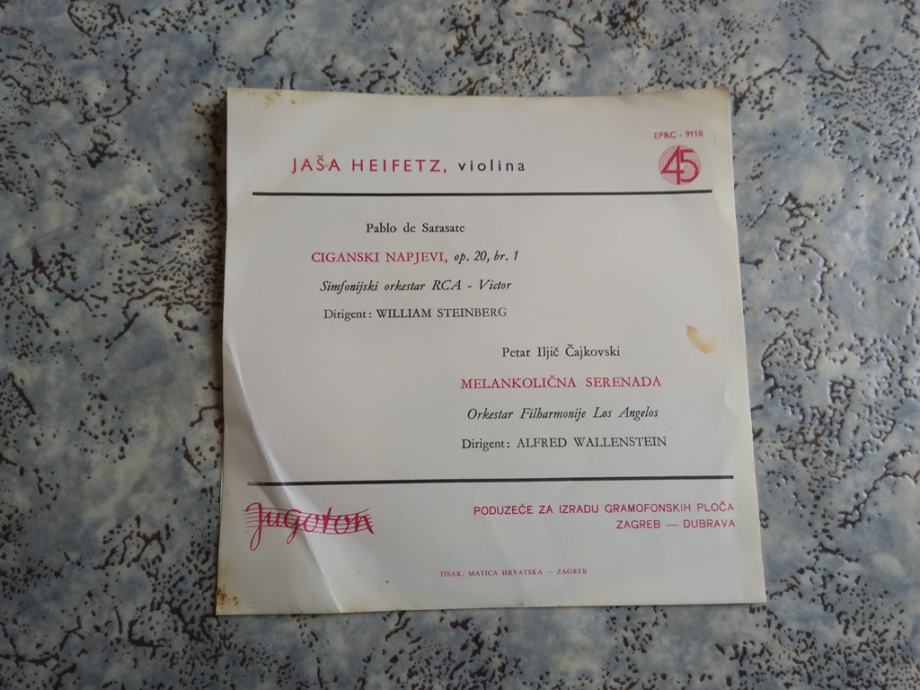 EPRC - 9118
JAŠA HEIFETZ, violina
45
Pablo de Sarasate
CIGANSKI NAPJEVI, op. 20, br. 1
Simfonijski orkestar RCA - Victor
Dirigent: WILLIAM STEINBERG
Petar Iljič Čajkovski
MELANKOLIČNA SERENADA
Orkestar Filharmonije Los Angelos
Dirigent: ALFRED WALLENSTEIN
Jugoton
PODUZEĆE ZA IZRADU GRAMOFONSKIH PLOČA
ZAGREB — DUBRAVA
TISAK: MATICA HRVATSKA — ZAGREB